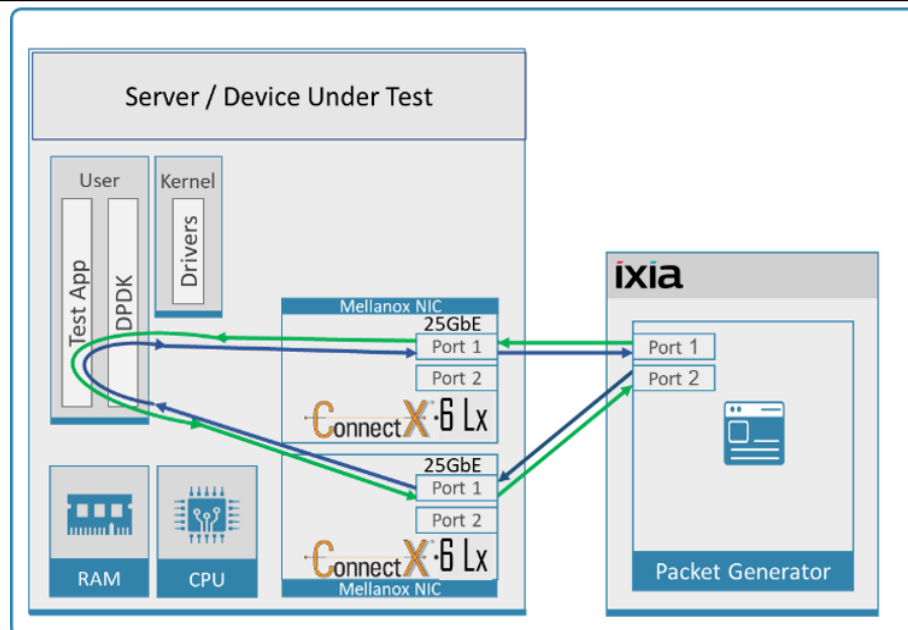 Server / Device Under Test
User
Kernel
Test App
DPDK
Drivers
Mellanox NIC
25GbE
Port 1
Port 2
ConnectX·6 Lx
25GbE
Port 1
Port 2
ConnectX·6 Lx
Mellanox NIC
RAM
CPU
ixia
Port 1
Port 2
Packet Generator